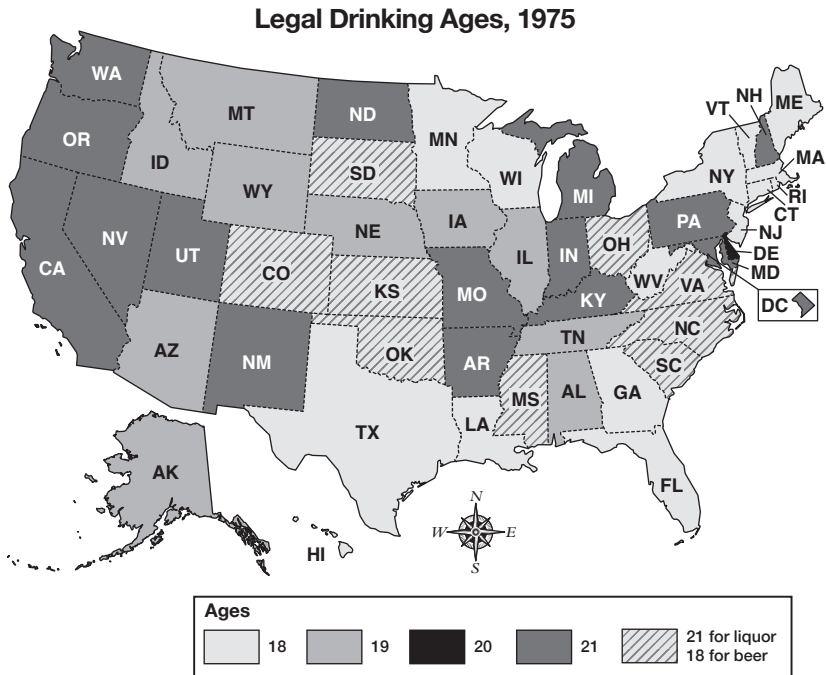 Legal Drinking Ages, 1975
WA
OR
CA
NV
ID
MT
WY
UT
AZ
CO
NM
ND
SD
NE
KS
OK
TX
MN
IA
MO
AR
LA
WI
IL
MI
IN
OH
KY
TN
MS
AL
GA
FL
SC
NC
VA
WV
PA
NY
VT
NH
ME
MA
RI
CT
NJ
DE
MD
DC
AK
HI
N
W
E
S
Ages
18
19
20
21
21 for liquor
18 for beer